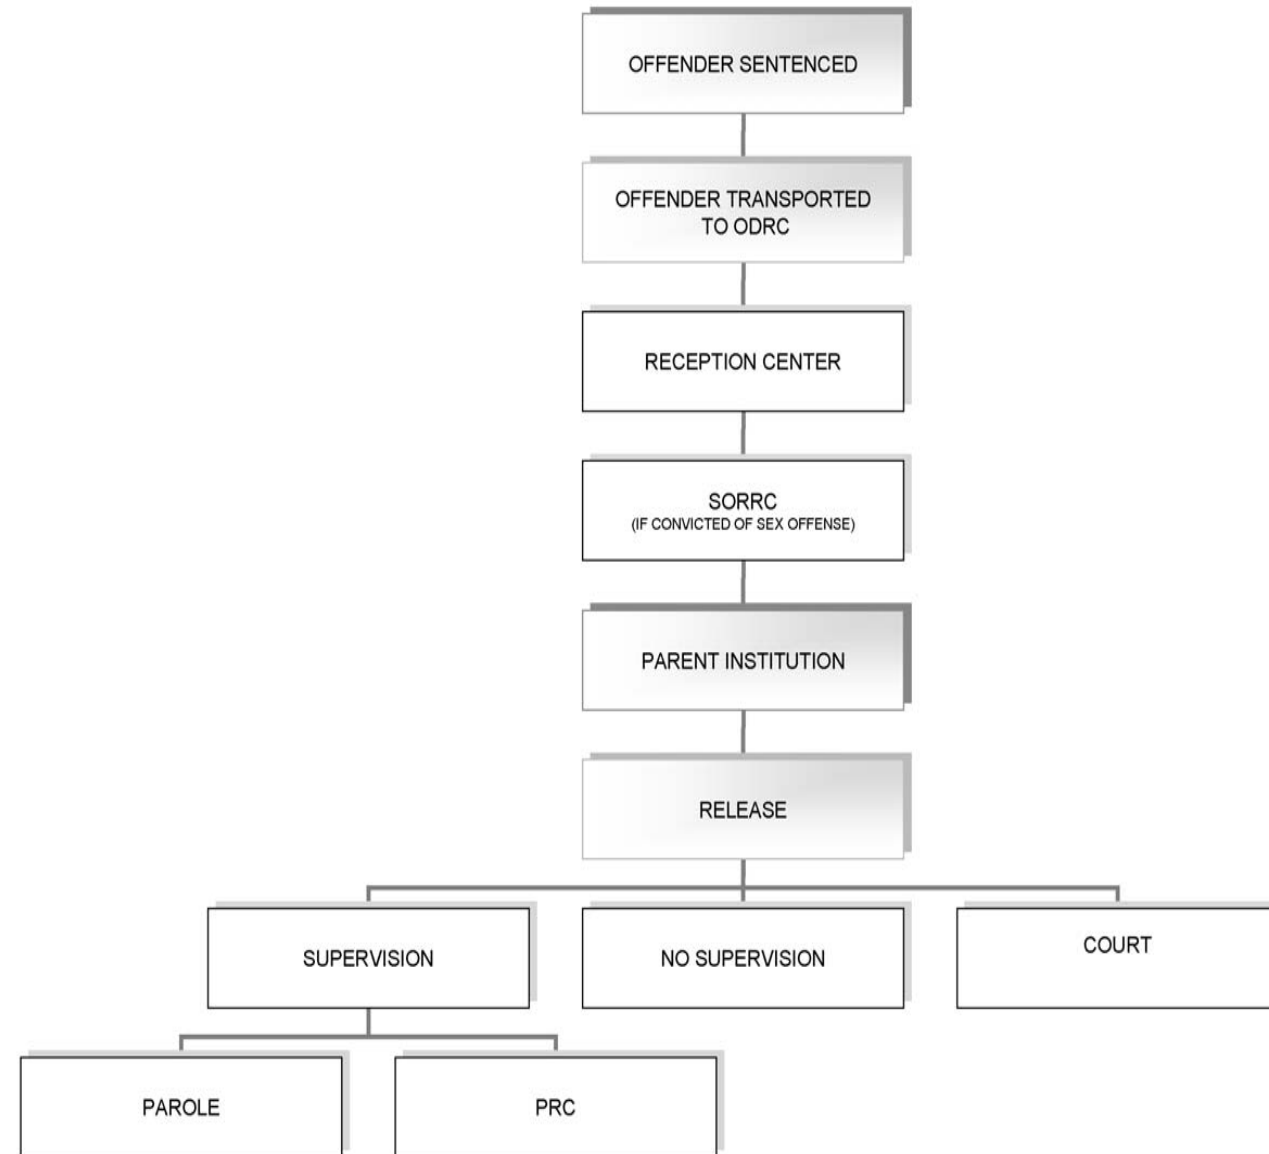 OFFENDER SENTENCED
OFFENDER TRANSPORTED
TO ODRC
RECEPTION CENTER
SORRC
(IF CONVICTED OF SEX OFFENSE)
PARENT INSTITUTION
RELEASE
SUPERVISION
NO SUPERVISION
COURT
PAROLE
PRC